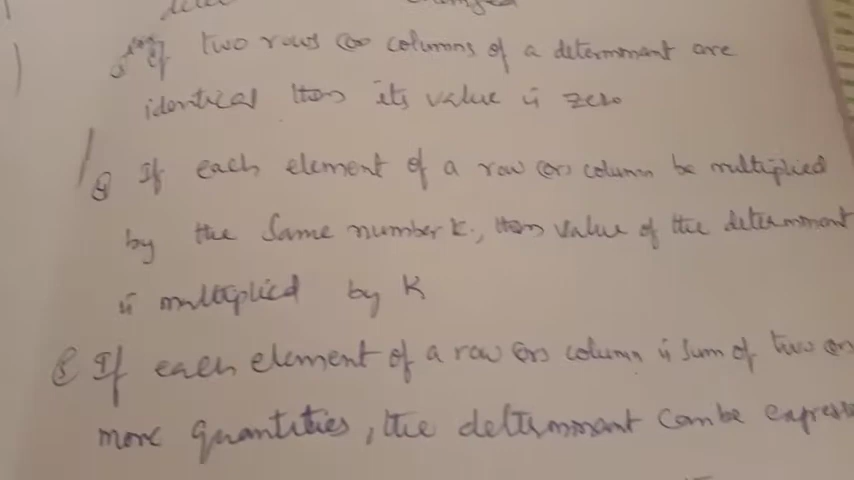 If two rows (or) columns of a determinant are
identical then its value is zero
If each element of a row (or) column be multiplied
by the same number k, then value of the determinant
is multiplied by K
If each element of a row (or) column is sum of two or
more quantities, the determinant can be express